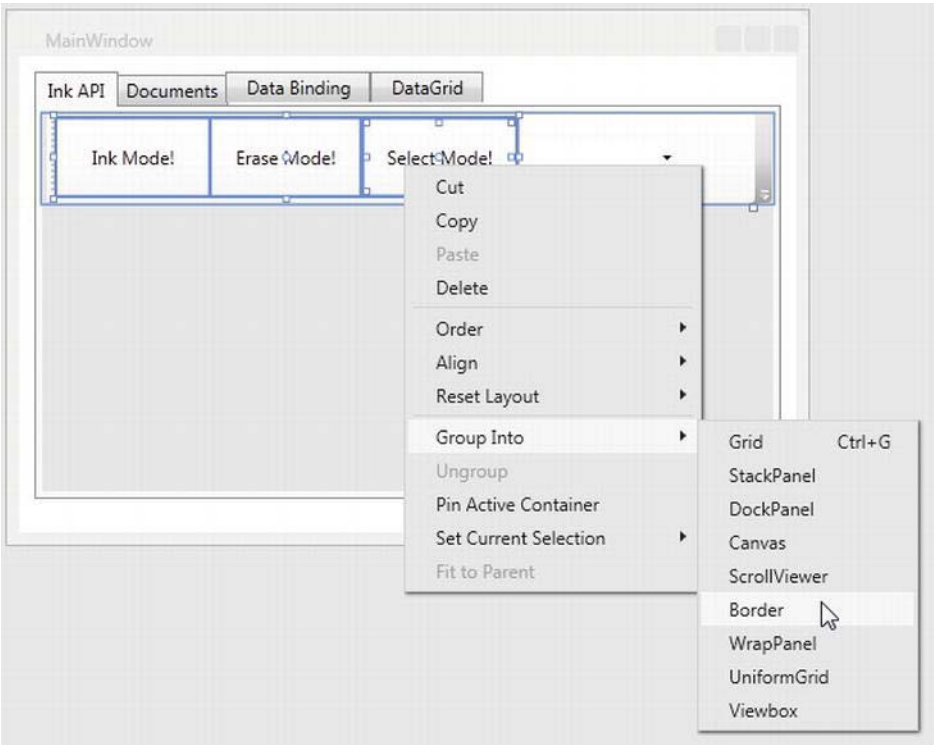 MainWindow
Ink API Documents Data Binding DataGrid
Ink Mode! Erase Mode! Select Mode!
Cut
Copy
Paste
Delete
Order
Align
Reset Layout
Group Into
Ungroup
Pin Active Container
Set Current Selection
Fit to Parent
Grid Ctrl+G
StackPanel
DockPanel
Canvas
ScrollViewer
Border
WrapPanel
UniformGrid
Viewbox